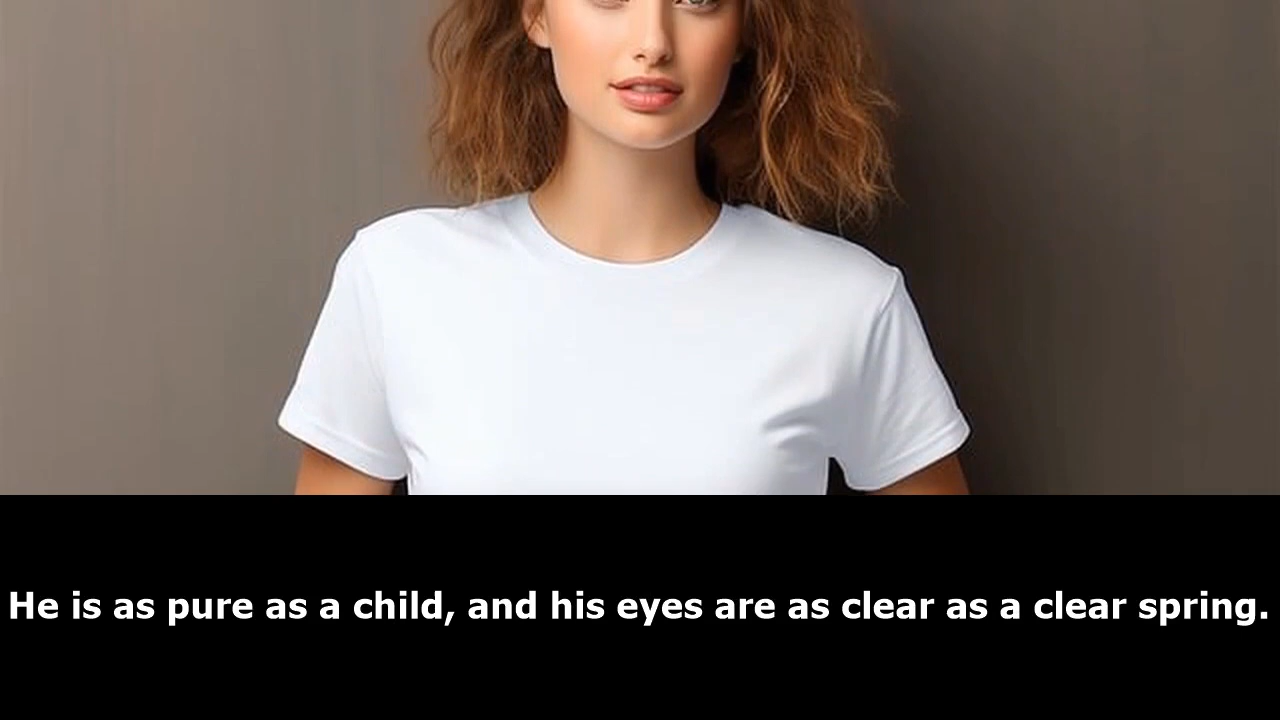 He is as pure as a child, and his eyes are as clear as a clear spring.